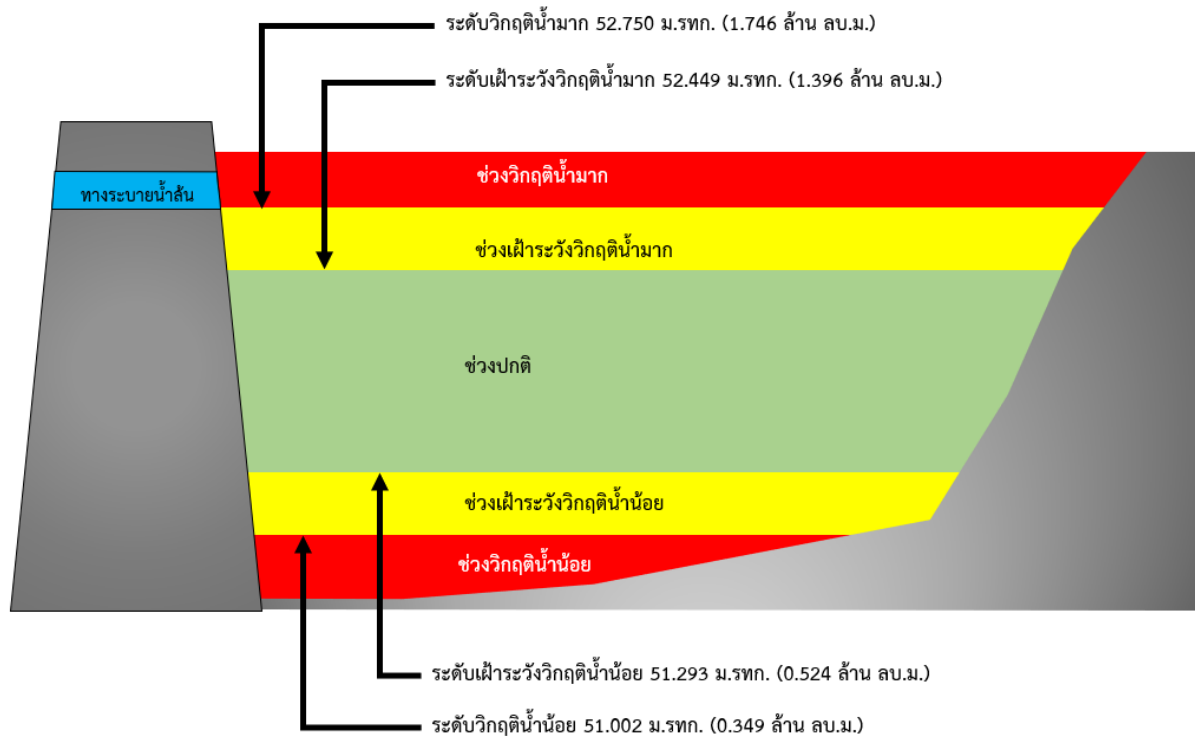 ระดับวิกฤติน้ำมาก 52.750 ม.รทก. (1.746 ล้าน ลบ.ม.)
ระดับเฝ้าระวังวิกฤติน้ำมาก 52.449 ม.รทก. (1.396 ล้าน ลบ.ม.)
ช่วงวิกฤติน้ำมาก
ทางระบายน้ำล้น
ช่วงเฝ้าระวังวิกฤติน้ำมาก
ช่วงปกติ
ช่วงเฝ้าระวังวิกฤติน้ำน้อย
ช่วงวิกฤติน้ำน้อย
ระดับเฝ้าระวังวิกฤติน้ำน้อย 51.293 ม.รทก. (0.524 ล้าน ลบ.ม.)
ระดับวิกฤติน้ำน้อย 51.002 ม.รทก. (0.349 ล้าน ลบ.ม.)